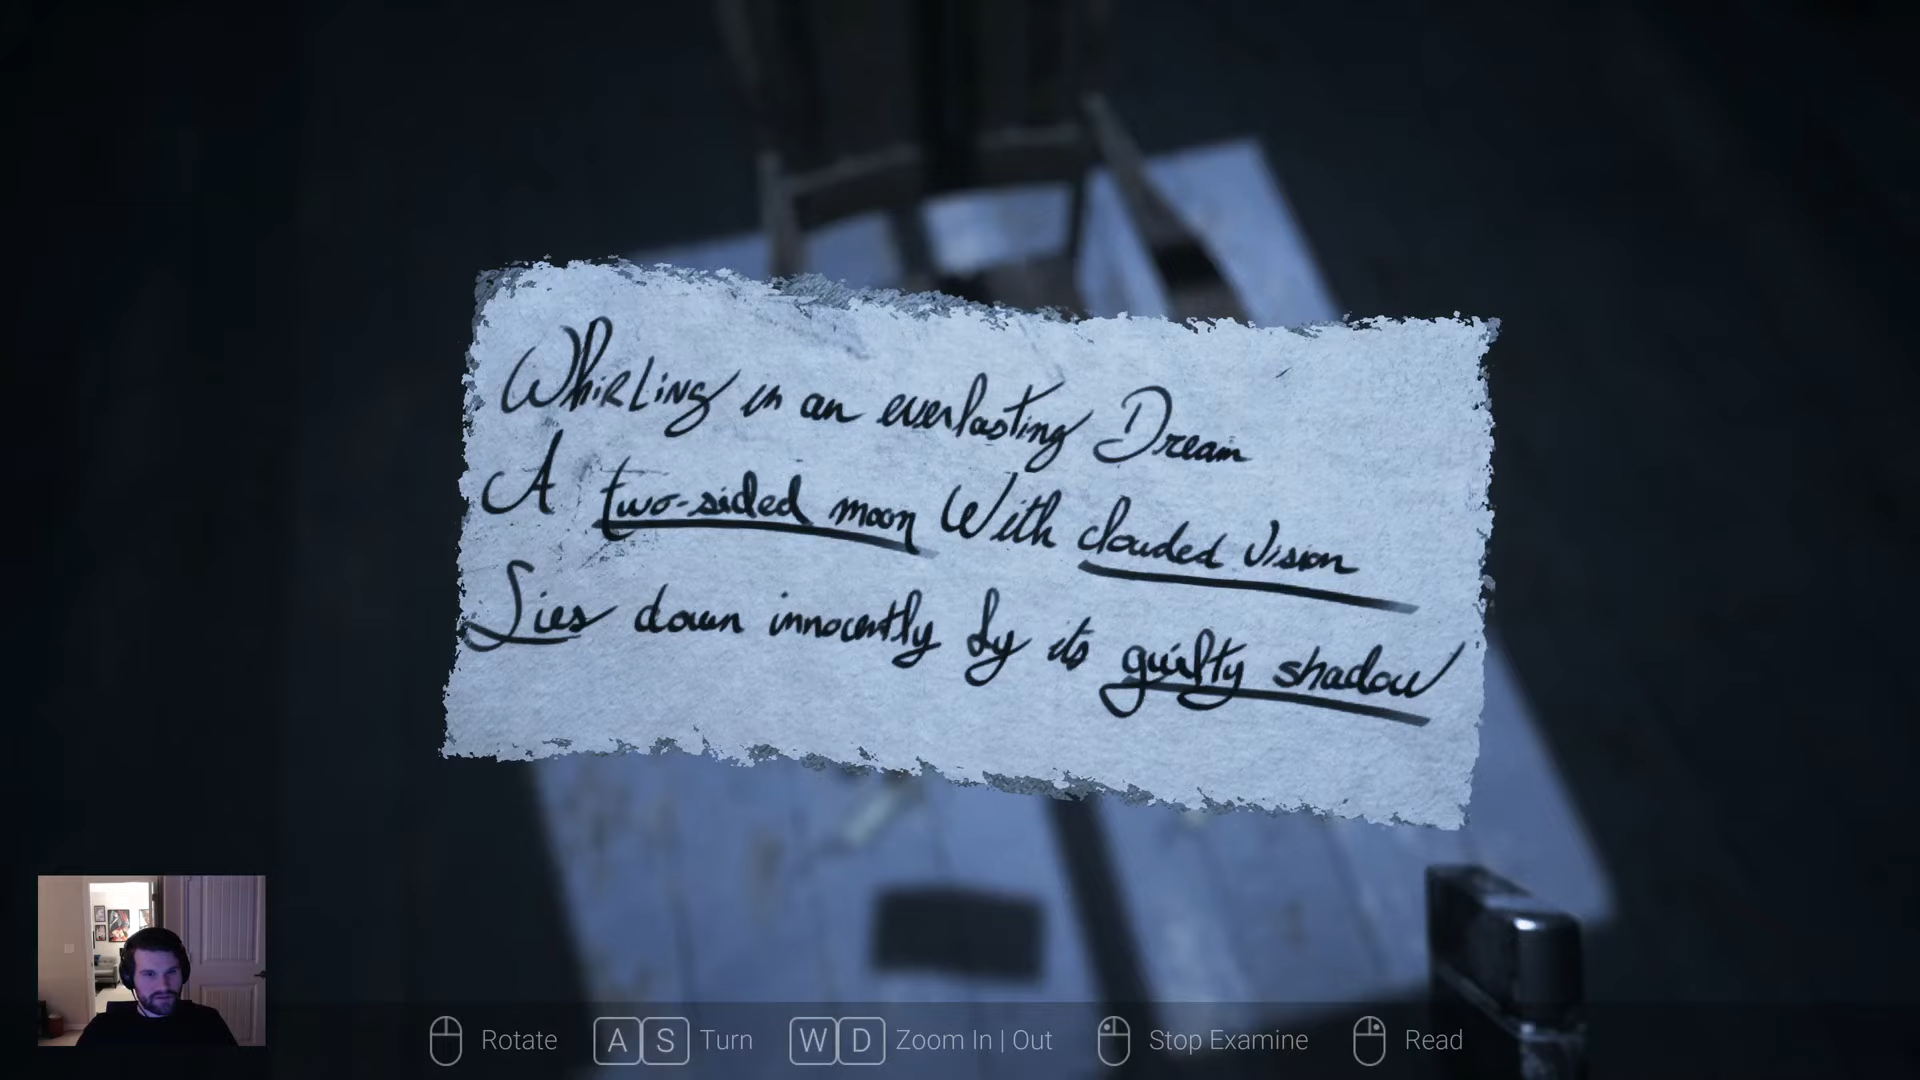 Whirling in an everlasting Dream
A two-sided moon With clouded vision
Lies down innocently by its guilty shadow
Rotate A S Turn W D Zoom In | Out Stop Examine Read